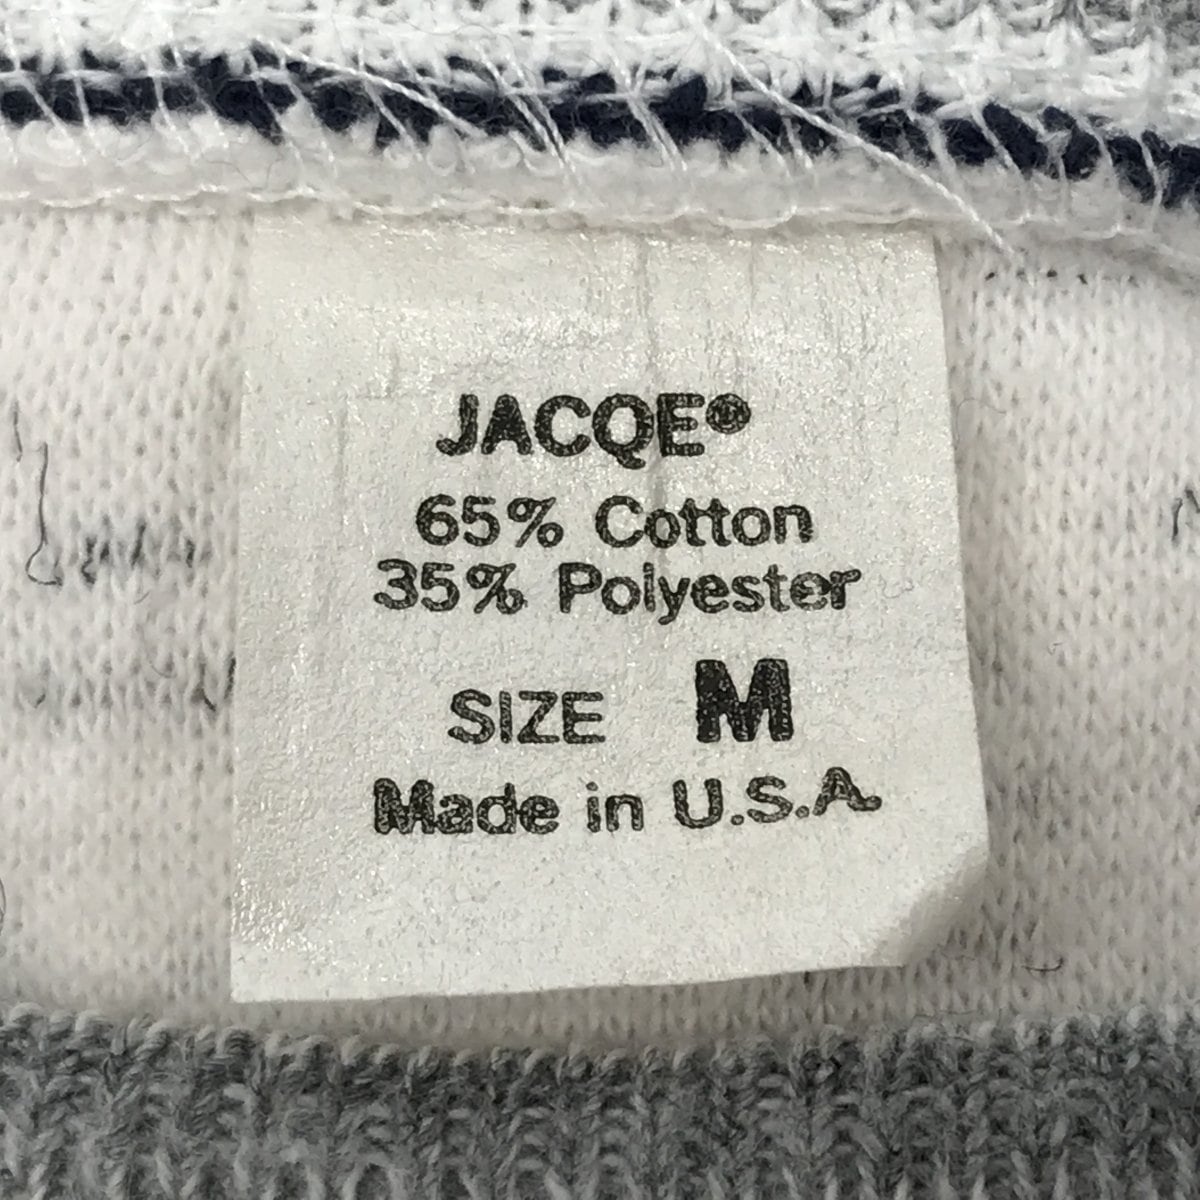 JACQE®
65% Cotton
35% Polyester
SIZE M
Made in U.S.A.